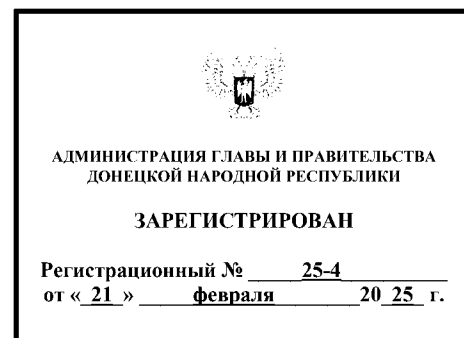 АДМИНИСТРАЦИЯ ГЛАВЫ И ПРАВИТЕЛЬСТВА
ДОНЕЦКОЙ НАРОДНОЙ РЕСПУБЛИКИ
ЗАРЕГИСТРИРОВАН
Регистрационный № 25-4
от « 21 » февраля 20 25 г.